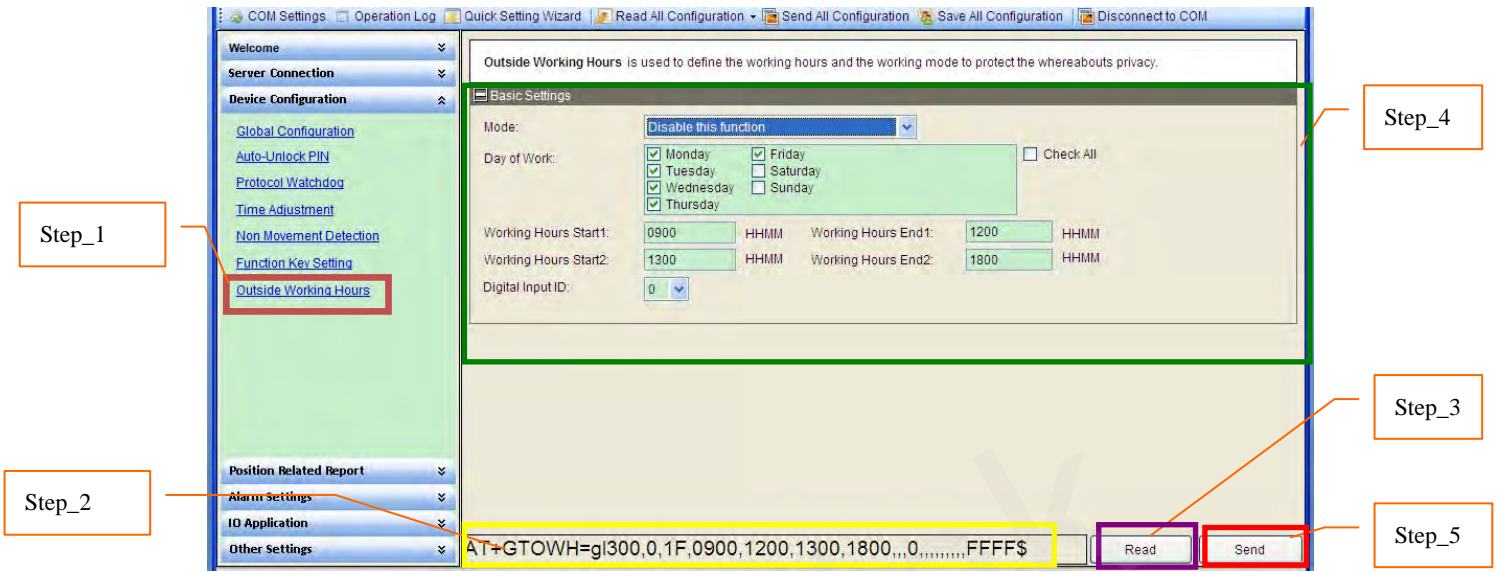 COM Settings Operation Log Quick Setting Wizard Read All Configuration Send All Configuration Save All Configuration Disconnect to COM
Welcome
Server Connection
Device Configuration
Global Configuration
Auto-Unlock PIN
Protocol Watchdog
Time Adjustment
Non Movement Detection
Function Key Setting
Outside Working Hours
Position Related Report
Alarm Settings
IO Application
Other Settings
Outside Working Hours is used to define the working hours and the working mode to protect the whereabouts privacy.
Basic Settings
Mode: Disable this function
Day of Work: Monday Friday Check All
Tuesday Saturday
Wednesday Sunday
Thursday
Working Hours Start1: 0900 HHMM Working Hours End1: 1200 HHMM
Working Hours Start2: 1300 HHMM Working Hours End2: 1800 HHMM
Digital Input ID: 0
AT+GTOWH=gl300,0,1F,0900,1200,1300,1800,,,0,,,,,,,,,FFFF$ Read Send
Step_1
Step_2
Step_4
Step_3
Step_5